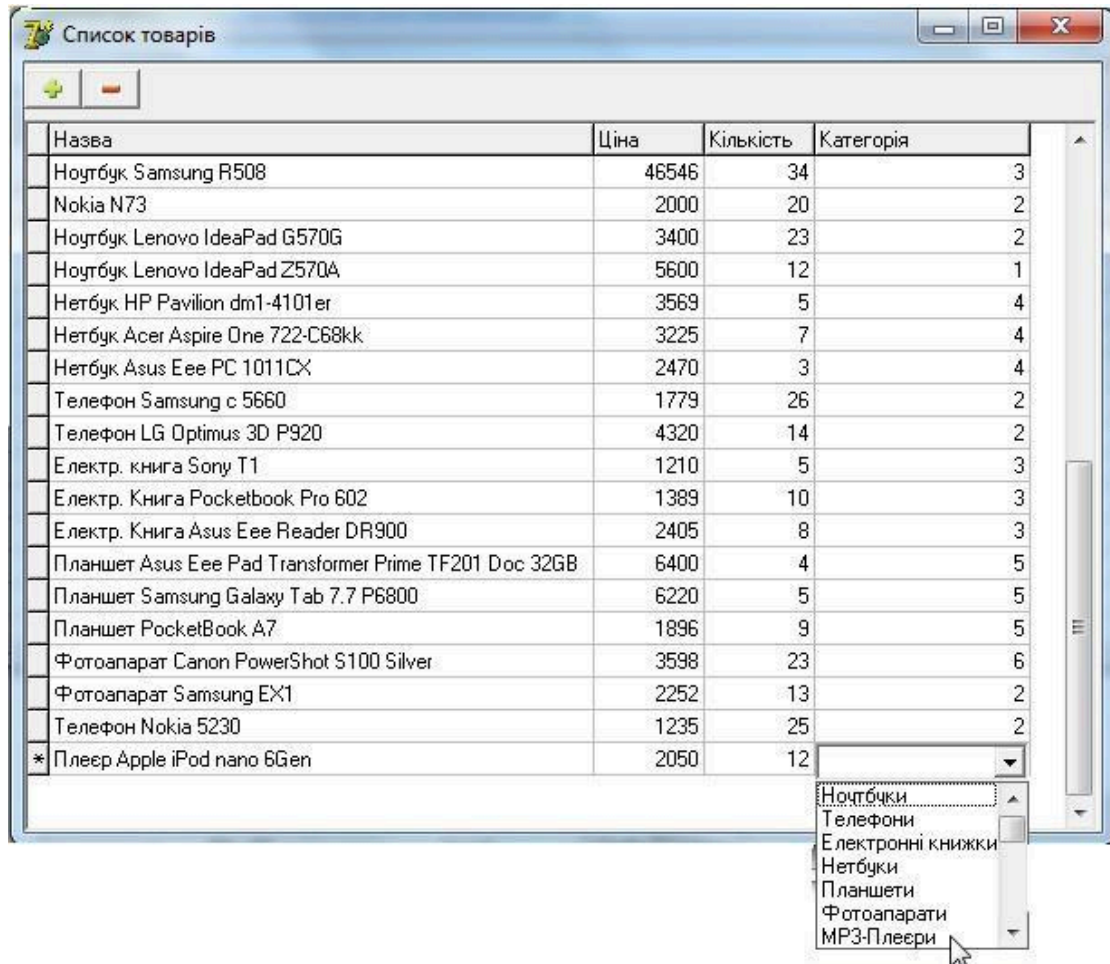 Список товарів
Назва Ціна Кількість Категорія
Ноутбук Samsung R508 46546 34 3
Nokia N73 2000 20 2
Ноутбук Lenovo IdeaPad G570G 3400 23 2
Ноутбук Lenovo IdeaPad Z570A 5600 12 1
Нетбук HP Pavilion dm1-4101er 3569 5 4
Нетбук Acer Aspire One 722-C68kk 3225 7 4
Нетбук Asus Eee PC 1011CX 2470 3 4
Телефон Samsung c 5660 1779 26 2
Телефон LG Optimus 3D P920 4320 14 2
Електр. книга Sony T1 1210 5 3
Електр. Книга Pocketbook Pro 602 1389 10 3
Електр. Книга Asus Eee Reader DR900 2405 8 3
Планшет Asus Eee Pad Transformer Prime TF201 Doc 32GB 6400 4 5
Планшет Samsung Galaxy Tab 7.7 P6800 6220 5 5
Планшет PocketBook A7 1896 9 5
Фотоапарат Canon PowerShot S100 Silver 3598 23 6
Фотоапарат Samsung EX1 2252 13 2
Телефон Nokia 5230 1235 25 2
* Плеєр Apple iPod nano 6Gen 2050 12
Ноутбуки
Телефони
Електронні книжки
Нетбуки
Планшети
Фотоапарати
МР3-Плеєри